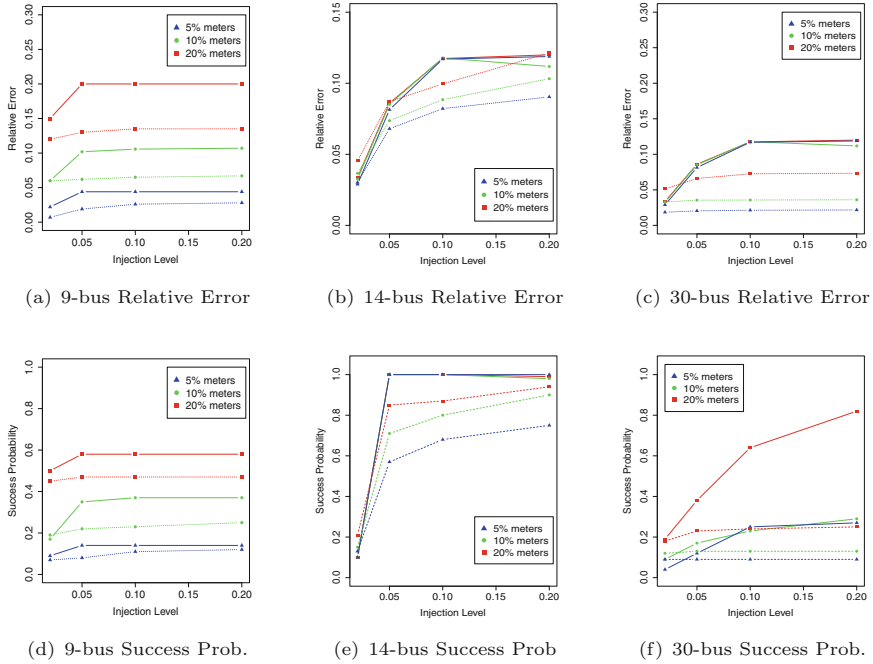 0.30
0.25
0.20
0.15
0.10
0.05
0.00
Relative Error
5% meters
10% meters
20% meters
0.05 0.10 0.15 0.20
Injection Level
(a) 9-bus Relative Error
0.15
0.10
0.05
0.00
Relative Error
5% meters
10% meters
20% meters
0.05 0.10 0.15 0.20
Injection Level
(b) 14-bus Relative Error
0.30
0.25
0.20
0.15
0.10
0.05
0.00
Relative Error
5% meters
10% meters
20% meters
0.05 0.10 0.15 0.20
Injection Level
(c) 30-bus Relative Error
1.0
0.8
0.6
0.4
0.2
0.0
Success Probability
5% meters
10% meters
20% meters
0.05 0.10 0.15 0.20
Injection Level
(d) 9-bus Success Prob.
1.0
0.8
0.6
0.4
0.2
0.0
Success Probability
5% meters
10% meters
20% meters
0.05 0.10 0.15 0.20
Injection Level
(e) 14-bus Success Prob
1.0
0.8
0.6
0.4
0.2
0.0
Success Probability
5% meters
10% meters
20% meters
0.05 0.10 0.15 0.20
Injection Level
(f) 30-bus Success Prob.